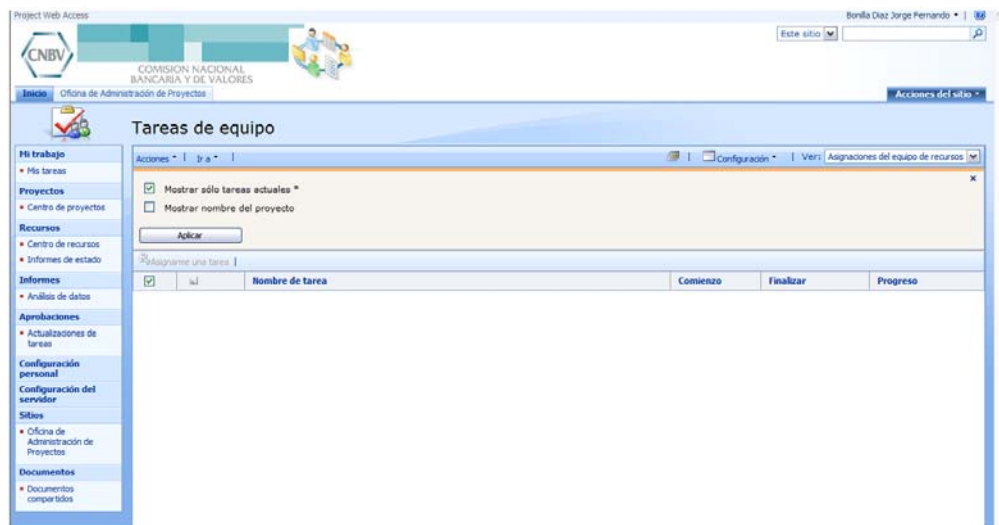 Project Web Access
Bonilla Diaz Jorge Fernando
Este sitio
CNBV
COMISION NACIONAL
BANCARIA Y DE VALORES
Inicio Oficina de Administración de Proyectos
Acciones del sitio
Tareas de equipo
Mi trabajo
Mis tareas
Proyectos
Centro de proyectos
Recursos
Centro de recursos
Informes de estado
Informes
Análisis de datos
Aprobaciones
Actualizaciones de
tareas
Configuración
personal
Configuración del
servidor
Sitios
Oficina de
Administración de
Proyectos
Documentos
Documentos
compartidos
Acciones Ir a Configuración Ver: Asignaciones del equipo de recursos
Mostrar sólo tareas actuales *
Mostrar nombre del proyecto
Aplicar
Asignarme una tarea
Nombre de tarea Comienzo Finalizar Progreso